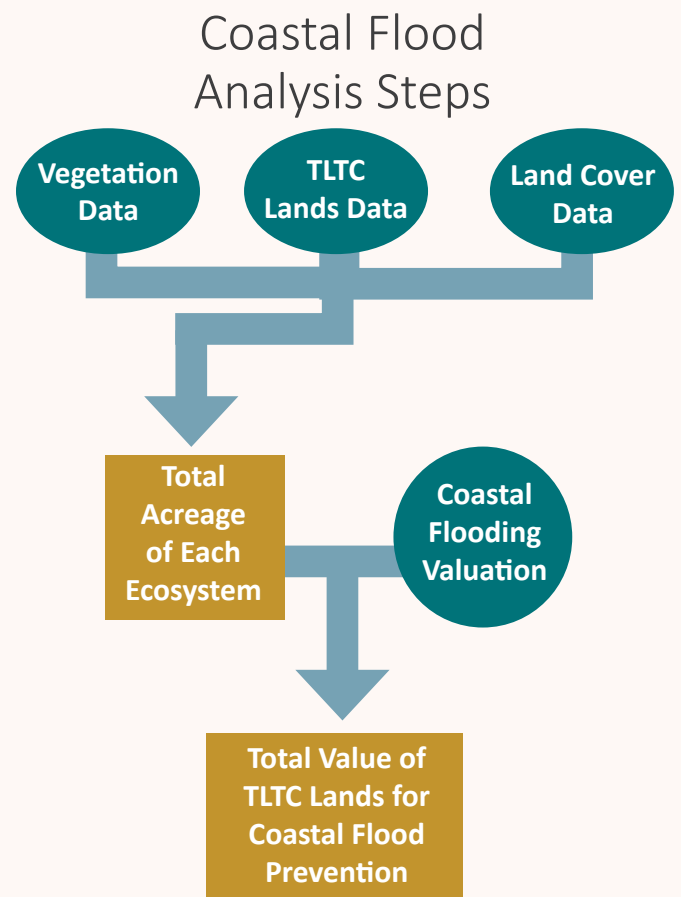 Coastal Flood
Analysis Steps
Vegetation
Data
TLTC
Lands Data
Land Cover
Data
Total
Acreage
of Each
Ecosystem
Coastal
Flooding
Valuation
Total Value of
TLTC Lands for
Coastal Flood
Prevention